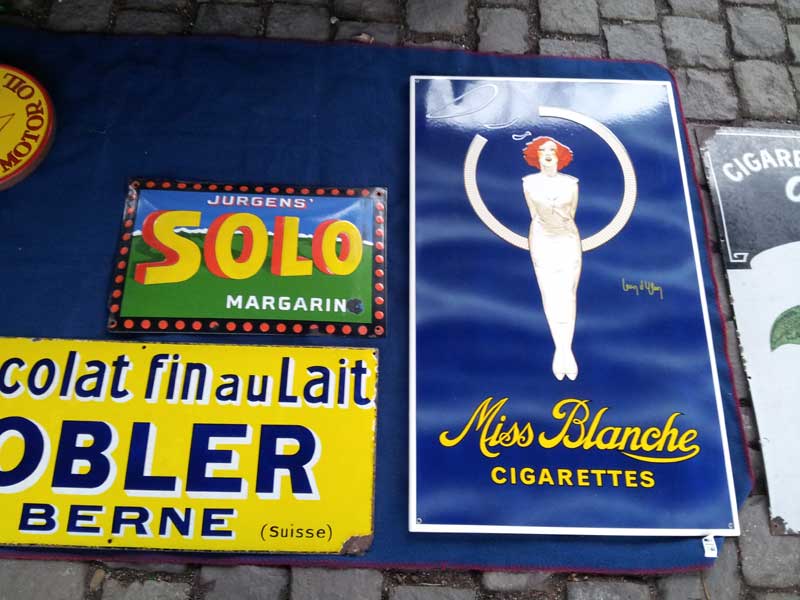 MOTOR OIL
JURGENS'
SOLO
MARGARIN
colat fin au Lait
OBLER
BERNE (Suisse)
Miss Blanche
CIGARETTES
CIGARE